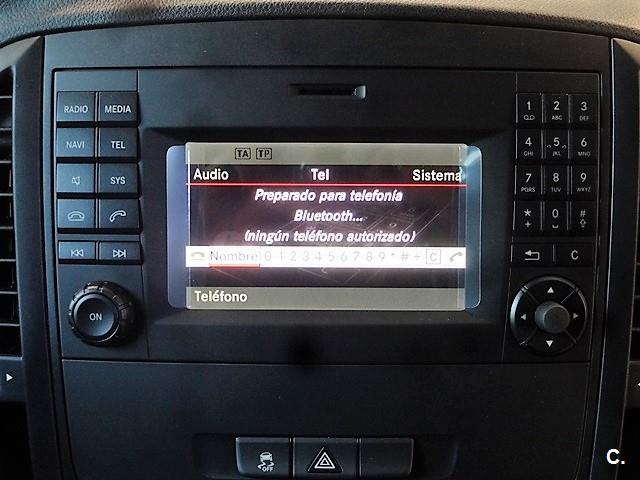 RADIO MEDIA
NAVI TEL
SYS
ON
TA TP
Audio Tel Sistema
Preparado para telefonía
Bluetooth...
(ningún teléfono autorizado)
Nombre 0 1 2 3 4 5 6 7 8 9 * # + C
Teléfono
1 2 ABC 3 DEF
4 GHI 5 JKL 6 MNO
7 PQRS 8 TUV 9 WXYZ
* + 0 #
C
OFF
C.